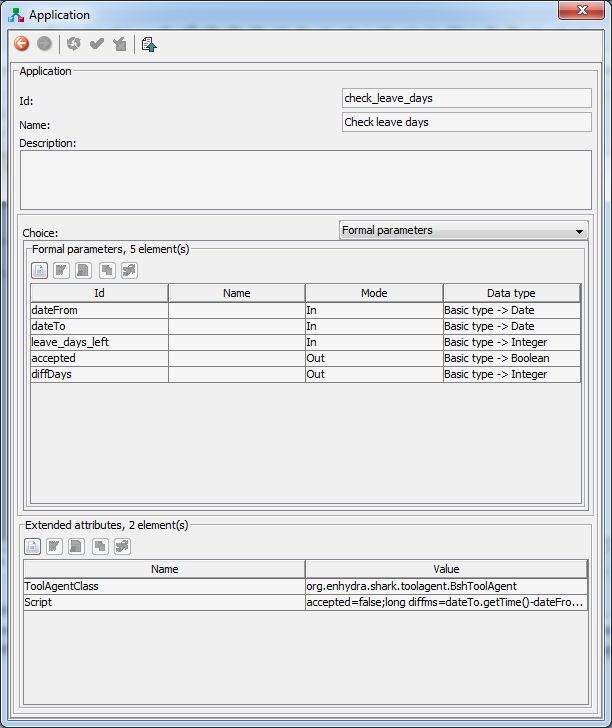 Application
Application
Id: check_leave_days
Name: Check leave days
Description:
Choice: Formal parameters
Formal parameters, 5 element(s)
Id Name Mode Data type
dateFrom In Basic type -> Date
dateTo In Basic type -> Date
leave_days_left In Basic type -> Integer
accepted Out Basic type -> Boolean
diffDays Out Basic type -> Integer
Extended attributes, 2 element(s)
Name Value
ToolAgentClass org.enhydra.shark.toolagent.BshToolAgent
Script accepted=false;long diffms=dateTo.getTime()-dateFro...